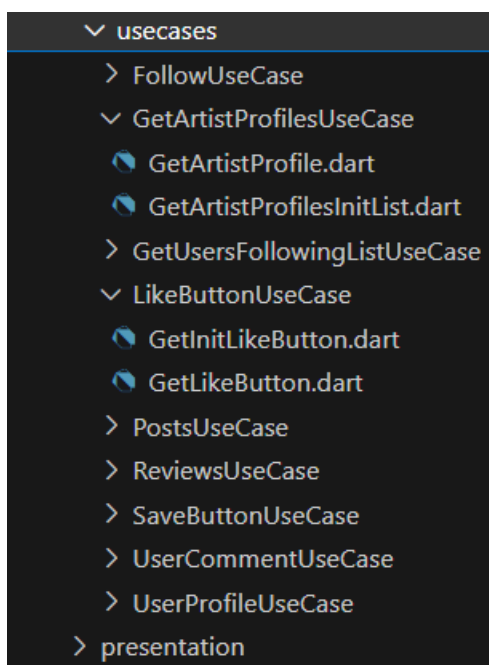 usecases
FollowUseCase
GetArtistProfilesUseCase
GetArtistProfile.dart
GetArtistProfilesInitList.dart
GetUsersFollowingListUseCase
LikeButtonUseCase
GetInitLikeButton.dart
GetLikeButton.dart
PostsUseCase
ReviewsUseCase
SaveButtonUseCase
UserCommentUseCase
UserProfileUseCase
presentation